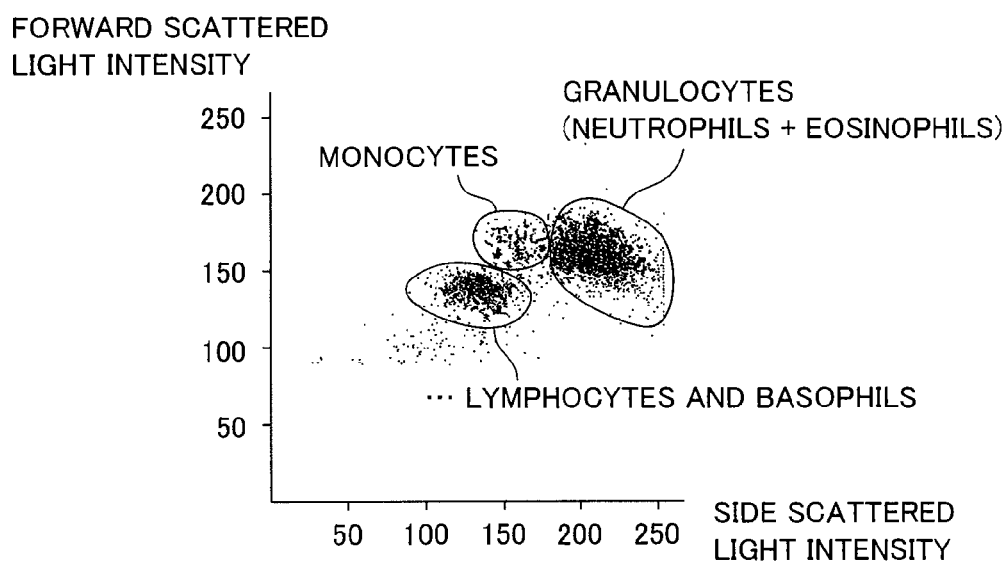 FORWARD SCATTERED
LIGHT INTENSITY
GRANULOCYTES
(NEUTROPHILS + EOSINOPHILS)
MONOCYTES
250
200
150
100
50
··· LYMPHOCYTES AND BASOPHILS
50 100 150 200 250
SIDE SCATTERED
LIGHT INTENSITY